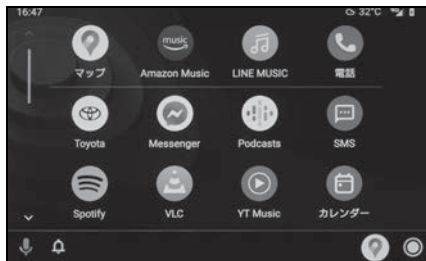 16:47 32°C
マップ Amazon Music LINE MUSIC 電話
Toyota Messenger Podcasts SMS
Spotify VLC YT Music カレンダー